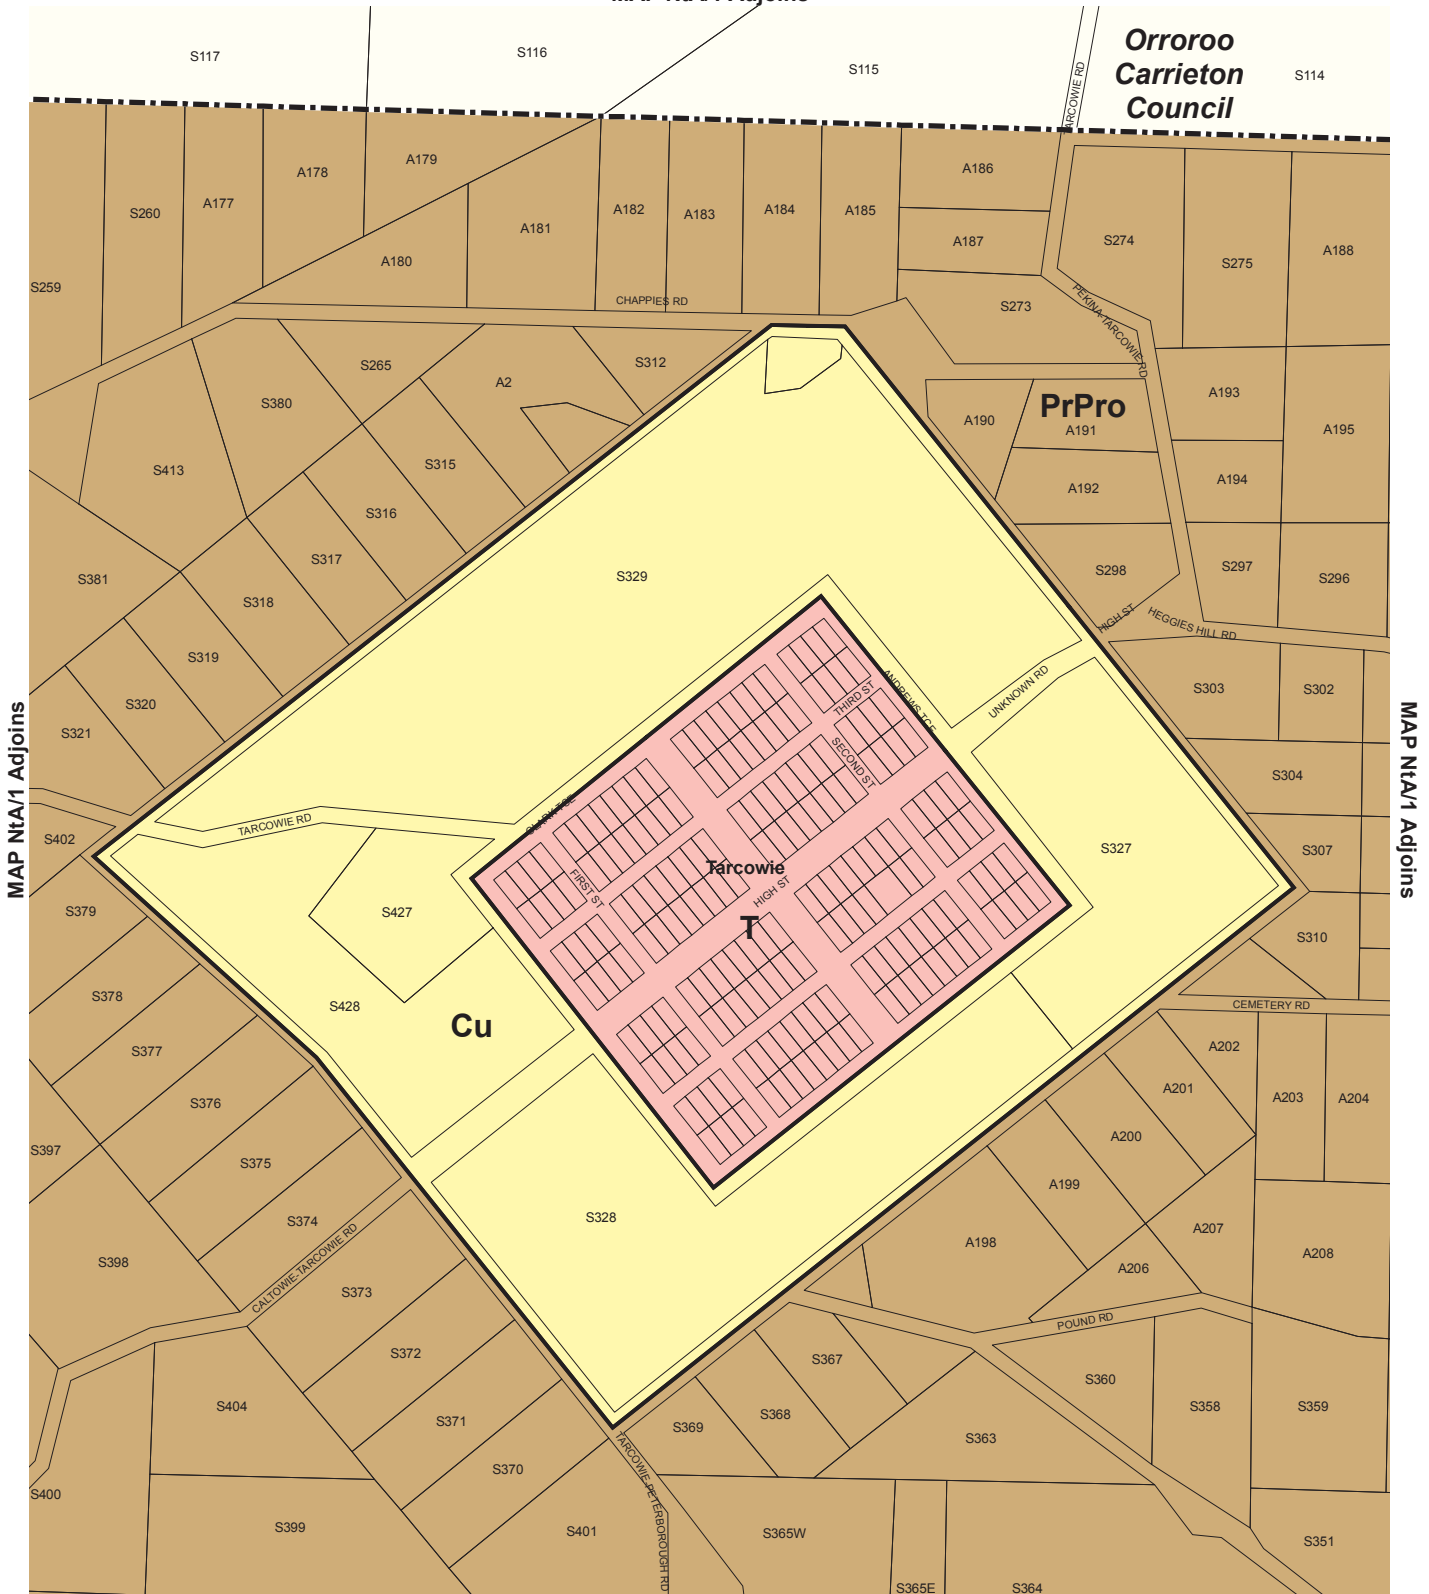 S117
S116
S115
TARCOWIE RD
Orroroo
Carrieton
Council
S114
S259
S260
A177
A178
A179
A180
A181
A182
A183
A184
A185
A186
A187
S273
S274
S275
A188
CHAPPIES RD
PEKINA-TARCOWIE RD
S413
S380
S265
A2
S312
PrPro
A190
A191
A192
A193
A194
A195
S381
S315
S316
S317
S318
S319
S320
S321
S329
S298
S297
S296
HIGH ST
HEGGIES HILL RD
S303
S302
S304
S307
S310
MAP NtA/1 Adjoins
MAP NtA/1 Adjoins
UNKNOWN RD
ANDREWS TCE
THIRD ST
SECOND ST
CLARK TCE
FIRST ST
Tarcowie
HIGH ST
T
TARCOWIE RD
S402
S379
S427
S428
Cu
S327
S378
S377
S376
S375
S374
S397
S398
CALTOWIE-TARCOWIE RD
S373
S372
S371
S370
S328
CEMETERY RD
A202
A201
A200
A199
A198
A203
A204
A206
A207
A208
POUND RD
S404
S400
S399
S401
TARCOWIE-PETERBOROUGH RD
S369
S368
S367
S363
S360
S358
S359
S365W
S365E
S364
S351